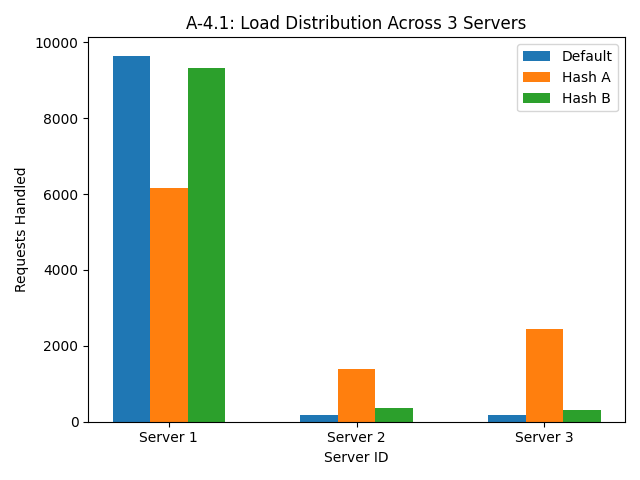 A-4.1: Load Distribution Across 3 Servers
Default
Hash A
Hash B
Requests Handled
10000
8000
6000
4000
2000
0
Server 1
Server 2
Server 3
Server ID